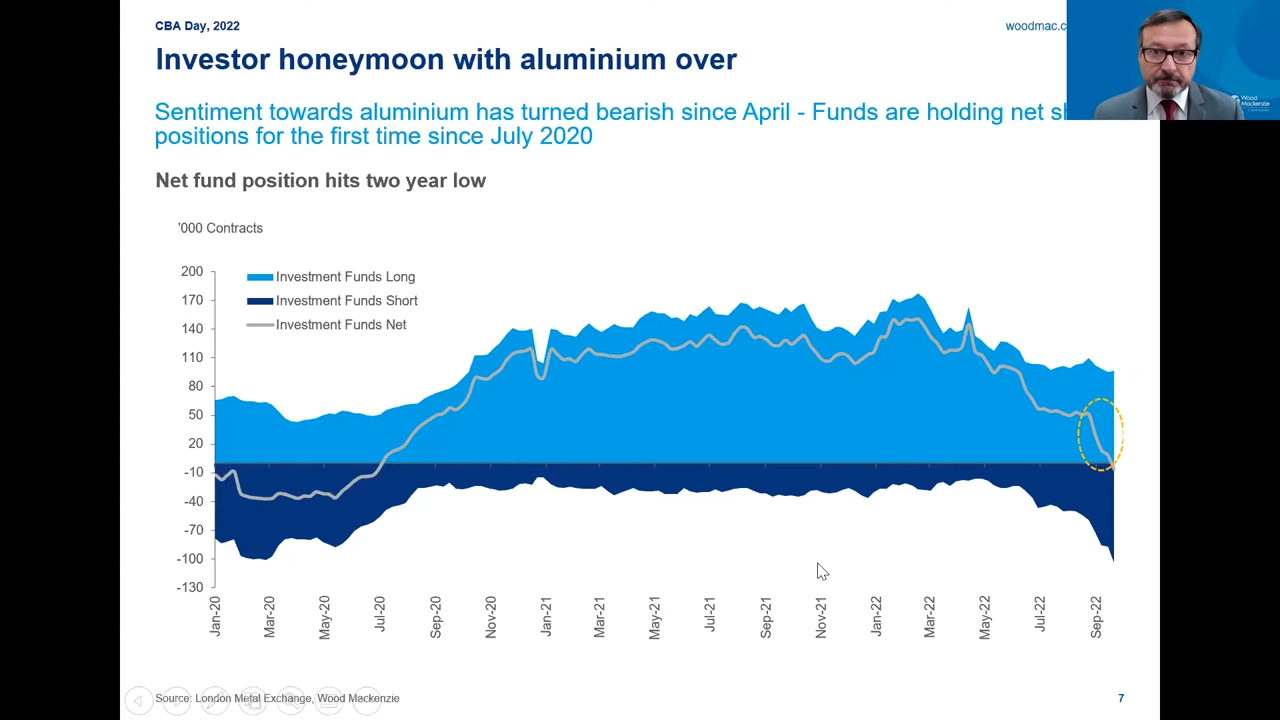 CBA Day, 2022
woodmac.c
Investor honeymoon with aluminium over
Wood
Mackenzie
Sentiment towards aluminium has turned bearish since April - Funds are holding net sh
positions for the first time since July 2020
Net fund position hits two year low
'000 Contracts
200
170
140
110
80
50
20
-10
-40
-70
-100
-130
Investment Funds Long
Investment Funds Short
Investment Funds Net
Jan-20
Mar-20
May-20
Jul-20
Sep-20
Nov-20
Jan-21
Mar-21
May-21
Jul-21
Sep-21
Nov-21
Jan-22
Mar-22
May-22
Jul-22
Sep-22
Source: London Metal Exchange, Wood Mackenzie
7